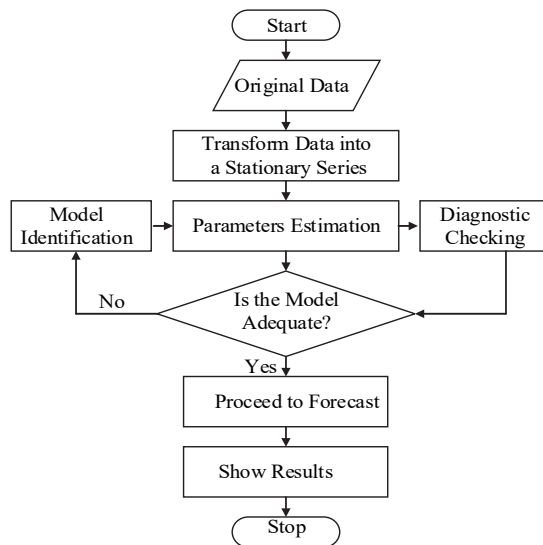 Start
Original Data
Transform Data into
a Stationary Series
Model
Identification
Parameters Estimation
Diagnostic
Checking
Is the Model
Adequate?
No
Yes
Proceed to Forecast
Show Results
Stop